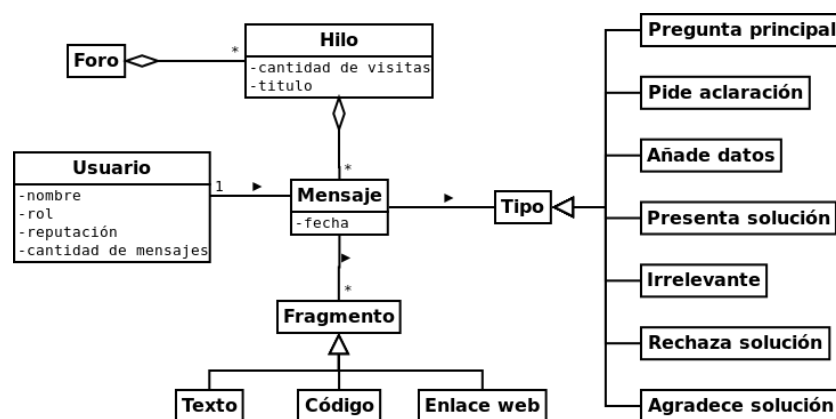 Foro
*
Hilo
-cantidad de visitas
-titulo
Usuario
-nombre
-rol
-reputación
-cantidad de mensajes
1
*
Mensaje
-fecha
Tipo
*
Fragmento
Texto
Código
Enlace web
Pregunta principal
Pide aclaración
Añade datos
Presenta solución
Irrelevante
Rechaza solución
Agradece solución